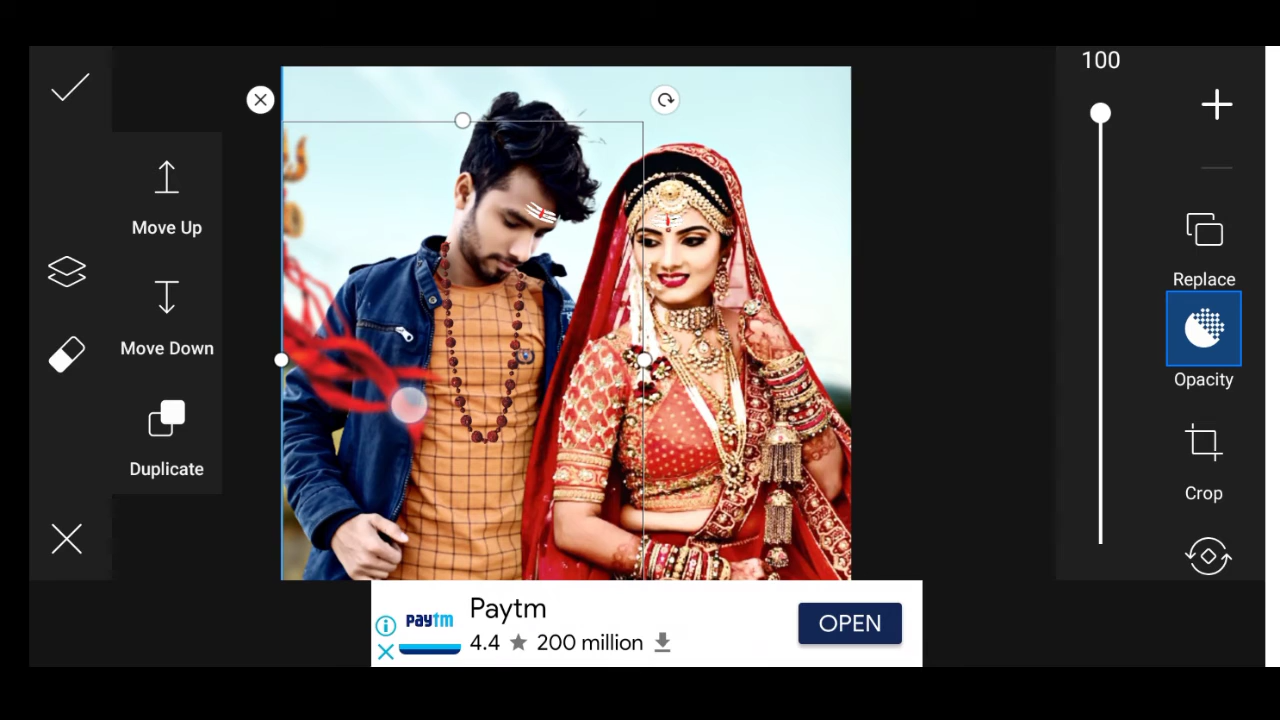 100
Move Up
Move Down
Duplicate
Replace
Opacity
Crop
paytm
Paytm
4.4 ★ 200 million
OPEN